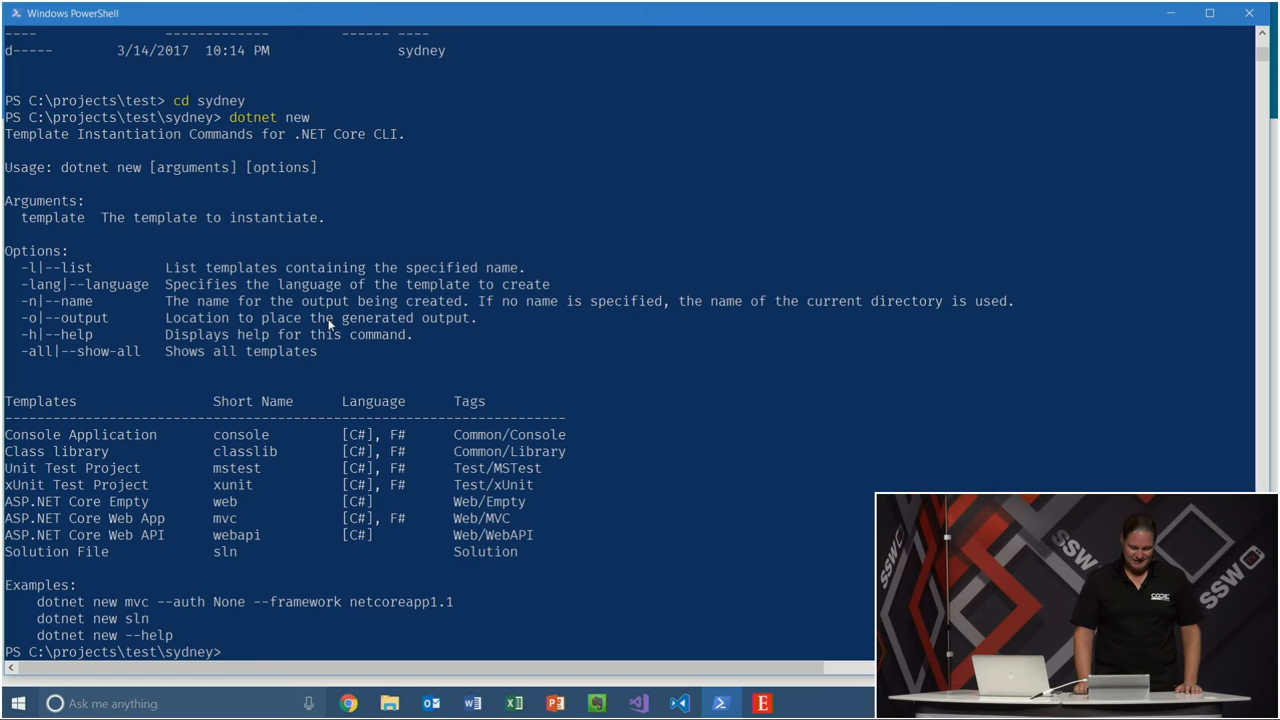 Windows PowerShell
---- ------------- ------ ----
d----- 3/14/2017 10:14 PM sydney
PS C:\projects\test> cd sydney
PS C:\projects\test\sydney> dotnet new
Template Instantiation Commands for .NET Core CLI.
Usage: dotnet new [arguments] [options]
Arguments:
template The template to instantiate.
Options:
-l|--list List templates containing the specified name.
-lang|--language Specifies the language of the template to create
-n|--name The name for the output being created. If no name is specified, the name of the current directory is used.
-o|--output Location to place the generated output.
-h|--help Displays help for this command.
-all|--show-all Shows all templates
Templates Short Name Language Tags
----------------------------------------------------------------------
Console Application console [C#], F# Common/Console
Class library classlib [C#], F# Common/Library
Unit Test Project mstest [C#], F# Test/MSTest
xUnit Test Project xunit [C#], F# Test/xUnit
ASP.NET Core Empty web [C#] Web/Empty
ASP.NET Core Web App mvc [C#], F# Web/MVC
ASP.NET Core Web API webapi [C#] Web/WebAPI
Solution File sln Solution
Examples:
dotnet new mvc --auth None --framework netcoreapp1.1
dotnet new sln
dotnet new --help
PS C:\projects\test\sydney>
Ask me anything
SSWC
SSW
SSW